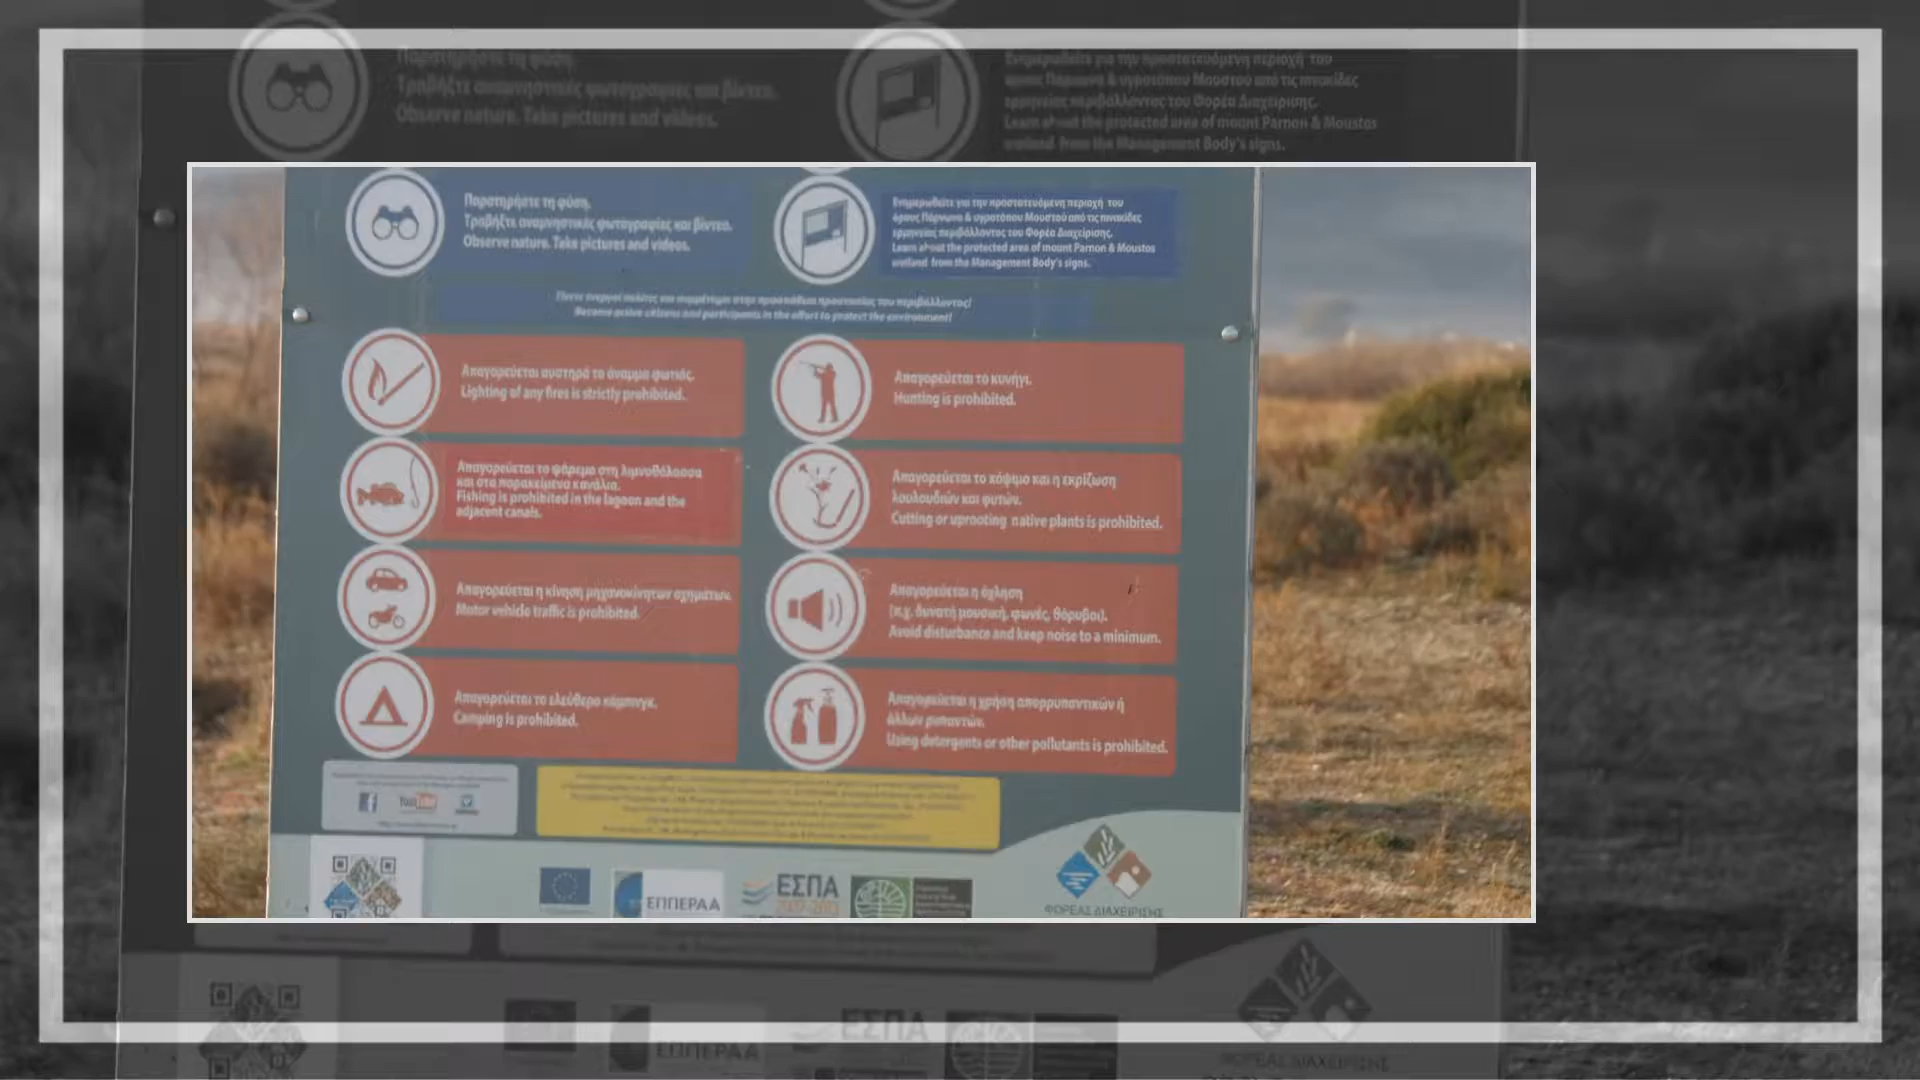 Παρατηρήστε τη φύση.
Τραβήξτε αναμνηστικές φωτογραφίες και βίντεο.
Observe nature. Take pictures and videos.
Ενημερωθείτε για την προστατευόμενη περιοχή του
όρους Πάρνωνα & υγροτόπου Μουστού από τις πινακίδες
ερμηνείας περιβάλλοντος του Φορέα Διαχείρισης.
Learn about the protected area of mount Parnon & Moustos
wetland from the Management Body's signs.
Γίνετε ενεργοί πολίτες και συμμέτοχοι στην προσπάθεια προστασίας του περιβάλλοντος!
Become active citizens and participants in the effort to protect the environment!
Απαγορεύεται αυστηρά το άναμμα φωτιάς.
Lighting of any fires is strictly prohibited.
Απαγορεύεται το κυνήγι.
Hunting is prohibited.
Απαγορεύεται το ψάρεμα στη λιμνοθάλασσα
και στα παρακείμενα κανάλια.
Fishing is prohibited in the lagoon and the
adjacent canals.
Απαγορεύεται το κόψιμο και η εκρίζωση
λουλουδιών και φυτών.
Cutting or uprooting native plants is prohibited.
Απαγορεύεται η κίνηση μηχανοκίνητων οχημάτων.
Motor vehicle traffic is prohibited.
Απαγορεύεται η όχληση
(π.χ. δυνατή μουσική, φωνές, θόρυβοι).
Avoid disturbance and keep noise to a minimum.
Απαγορεύεται το ελεύθερο κάμπινγκ.
Camping is prohibited.
Απαγορεύεται η χρήση απορρυπαντικών ή
άλλων ρυπαντών.
Using detergents or other pollutants is prohibited.
YouTube
ΕΠΠΕΡΑΑ
ΕΣΠΑ
2007-2013
ΦΟΡΕΑΣ ΔΙΑΧΕΙΡΙΣΗΣ